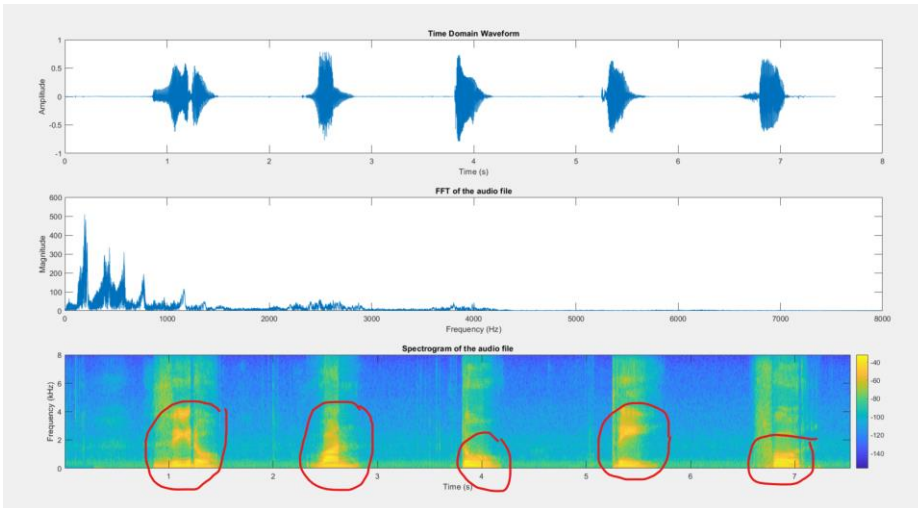 Time Domain Waveform
1
0.5
0
-0.5
-1
Amplitude
0 1 2 3 4 5 6 7 8
Time (s)
FFT of the audio file
600
500
400
300
200
100
0
Magnitude
0 1000 2000 3000 4000 5000 6000 7000 8000
Frequency (Hz)
Spectrogram of the audio file
8
6
4
2
0
Frequency (kHz)
1 2 3 4 5 6 7
Time (s)
-40
-60
-80
-100
-120
-140